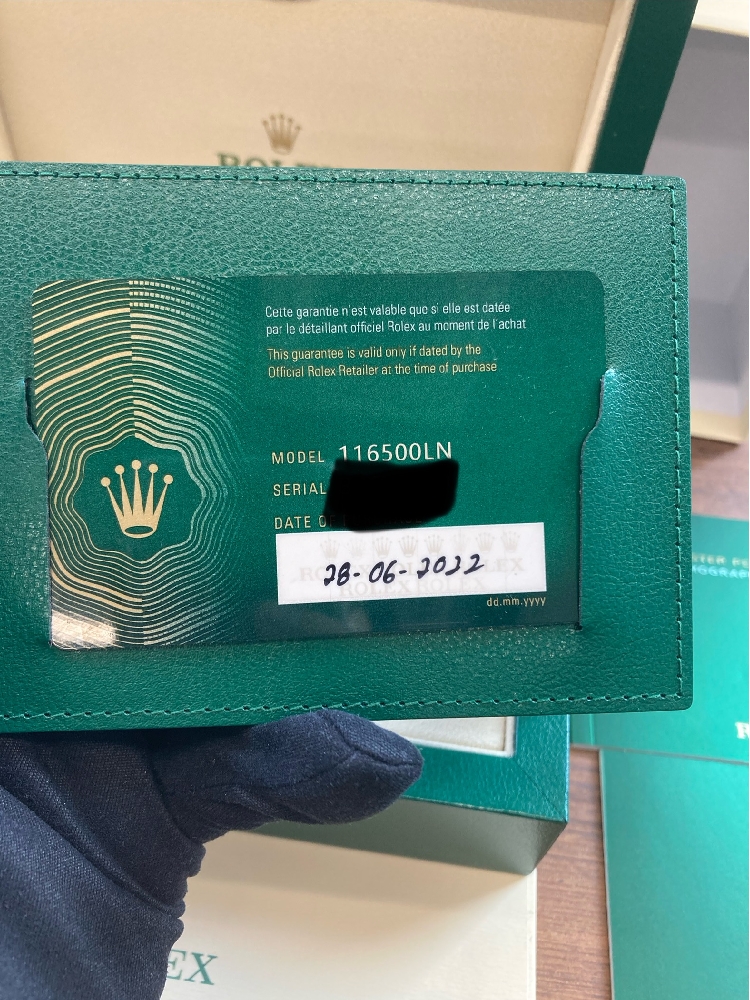 ROLEX
Cette garantie n'est valable que si elle est datée
par le détaillant officiel Rolex au moment de l'achat
This guarantee is valid only if dated by the
Official Rolex Retailer at the time of purchase
MODEL 116500LN
SERIAL
DATE
28-06-2022
dd.mm.yyyy